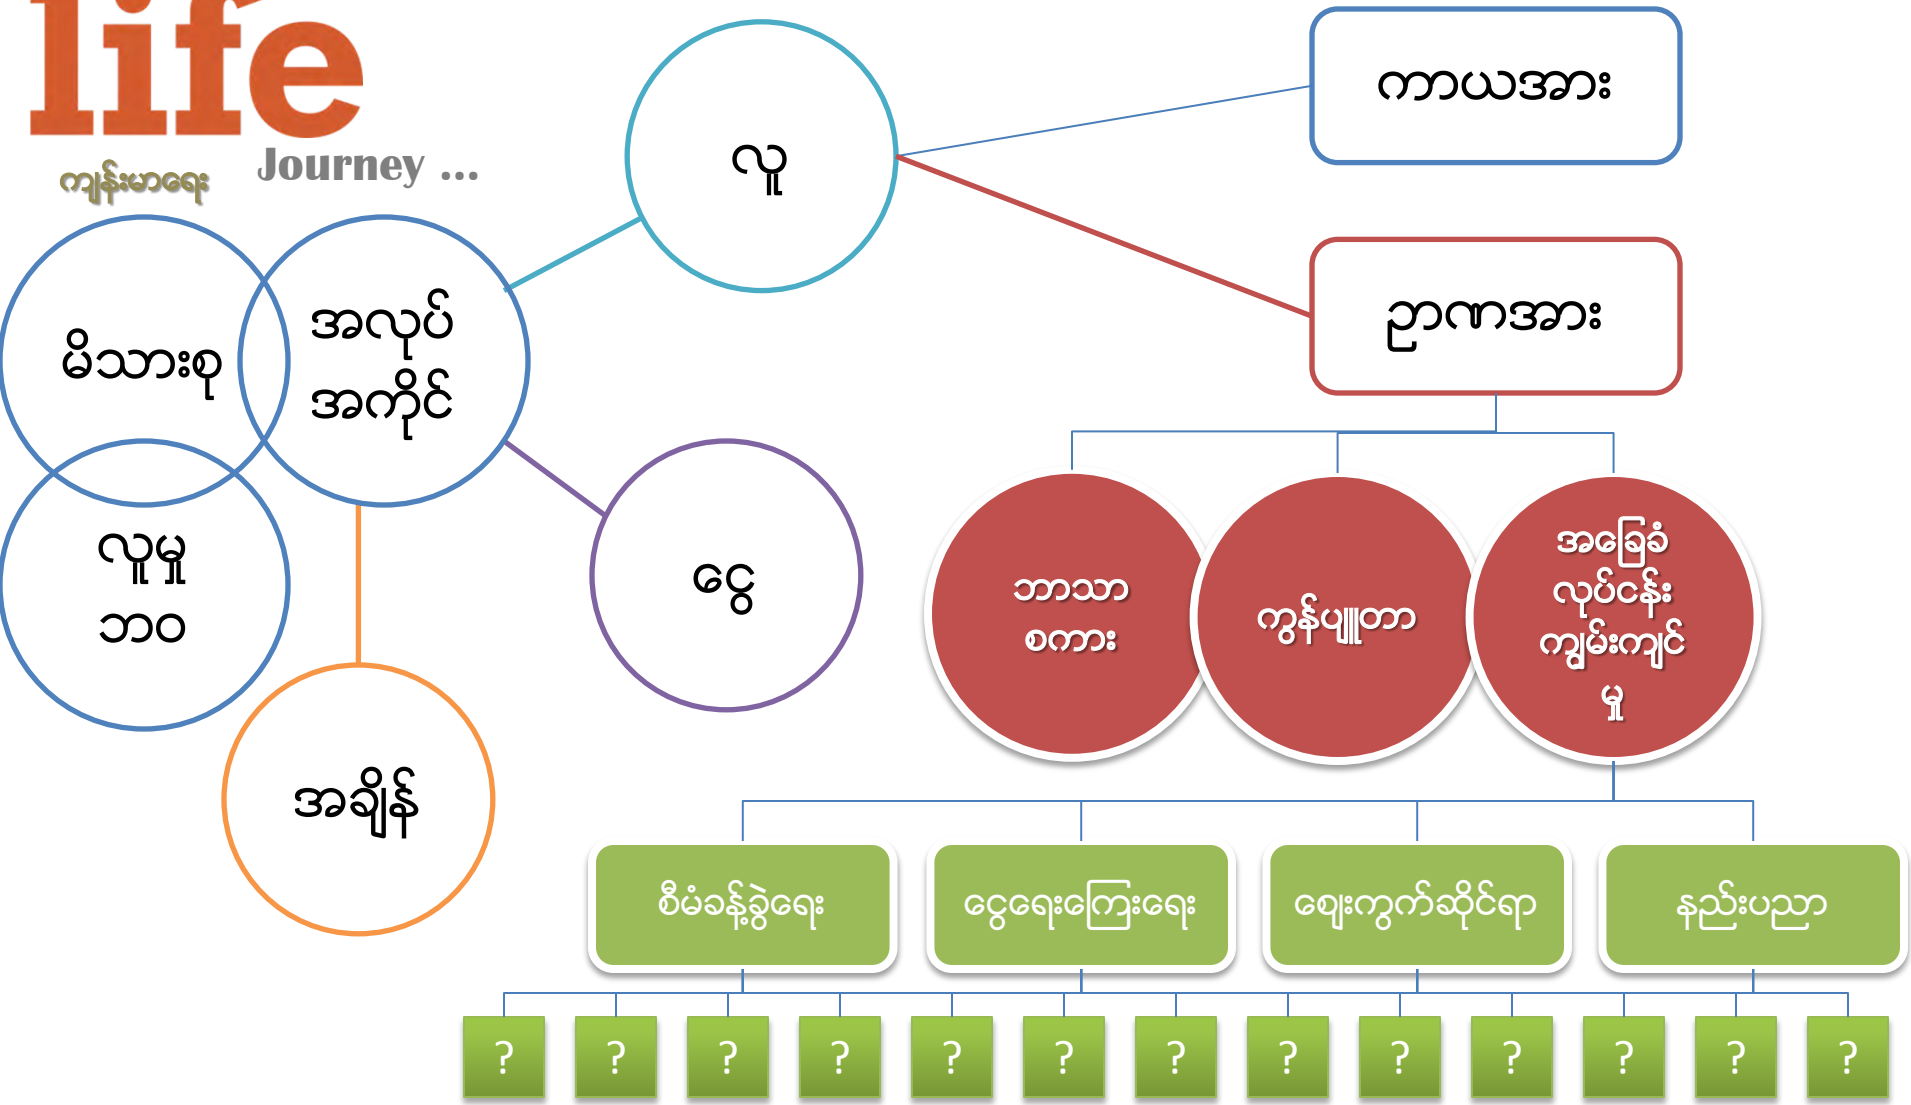 life
Journey ...
ကျန်းမာရေး
မိသားစု
အလုပ်
အကိုင်
လူမှု
ဘဝ
အချိန်
လူ
ငွေ
ကာယအား
ဉာဏအား
ဘာသာ
စကား
ကွန်ပျူတာ
အခြေခံ
လုပ်ငန်း
ကျွမ်းကျင်
မှု
စီမံခန့်ခွဲရေး
ငွေရေးကြေးရေး
ဈေးကွက်ဆိုင်ရာ
နည်းပညာ
? ? ? ? ? ? ? ? ? ? ? ? ?